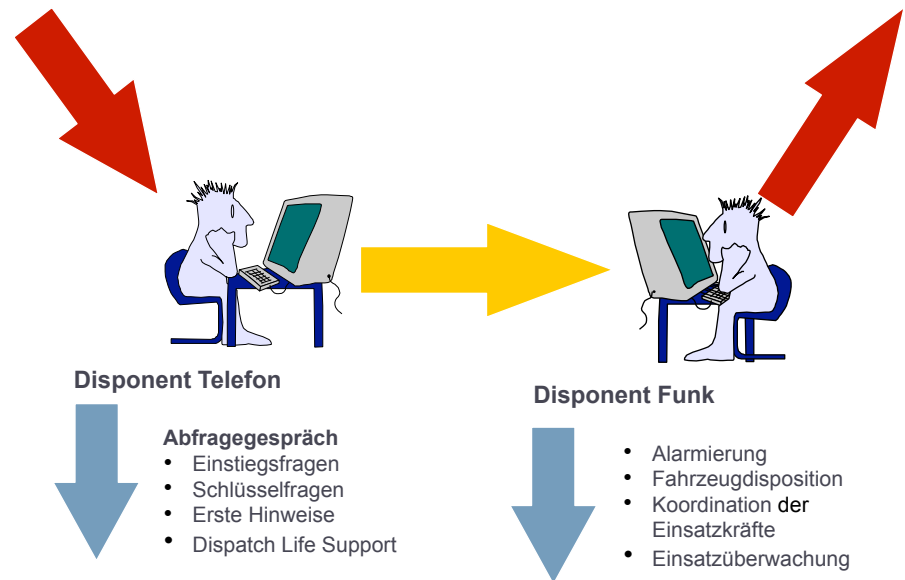 Disponent Telefon
Abfragegespräch
• Einstiegsfragen
• Schlüsselfragen
• Erste Hinweise
• Dispatch Life Support
Disponent Funk
• Alarmierung
• Fahrzeugdisposition
• Koordination der
Einsatzkräfte
• Einsatzüberwachung